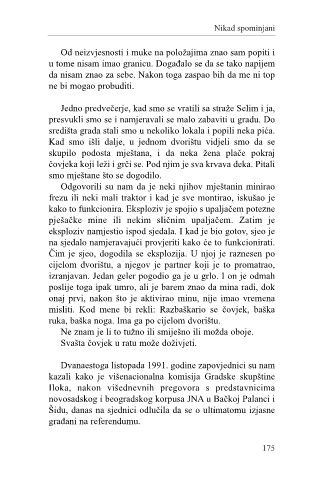 Nikad spominjani
Od neizvjesnosti i muke na položajima znao sam popiti i
u tome nisam imao granicu. Događalo se da se tako napijem
da nisam znao za sebe. Nakon toga zaspao bih da me ni top
ne bi mogao probuditi.
Jedno predvečerje, kad smo se vratili sa straže Selim i ja,
presvukli smo se i namjeravali se malo zabaviti u gradu. Do
središta grada stali smo u nekoliko lokala i popili neka pića.
Kad smo išli dalje, u jednom dvorištu vidjeli smo da se
skupilo podosta mještana, i da neka žena plače pokraj
čovjeka koji leži i grči se. Pod njim je sva krvava deka. Pitali
smo mještane što se dogodilo.
Odgovorili su nam da je neki njihov mještanin minirao
frezu ili neki mali traktor i kad je sve montirao, iskušao je
kako to funkcionira. Eksploziv je spojio s upaljačem potezne
pješačke mine ili nekim sličnim upaljačem. Zatim je
eksploziv namjestio ispod sjedala. I kad je bio gotov, sjeo je
na sjedalo namjeravajući provjeriti kako će to funkcionirati.
Čim je sjeo, dogodila se eksplozija. U njoj je raznesen po
cijelom dvorištu, a njegov je partner koji je to promatrao,
izranjavan. Jedan geler pogodio ga je u grlo. I on je odmah
poslije toga ipak umro, ali je barem znao da mina radi, dok
onaj prvi, nakon što je aktivirao minu, nije imao vremena
misliti. Kod mene bi rekli: Razbaškario se čovjek, baška
ruka, baška noga. Ima ga po cijelom dvorištu.
Ne znam je li to tužno ili smiješno ili možda oboje.
Svašta čovjek u ratu može doživjeti.
Dvanaestoga listopada 1991. godine zapovjednici su nam
kazali kako je višenacionalna komisija Gradske skupštine
Iloka, nakon višednevnih pregovora s predstavnicima
novosadskog i beogradskog korpusa JNA u Bačkoj Palanci i
Šidu, danas na sjednici odlučila da se o ultimatomu izjasne
građani na referendumu.
175